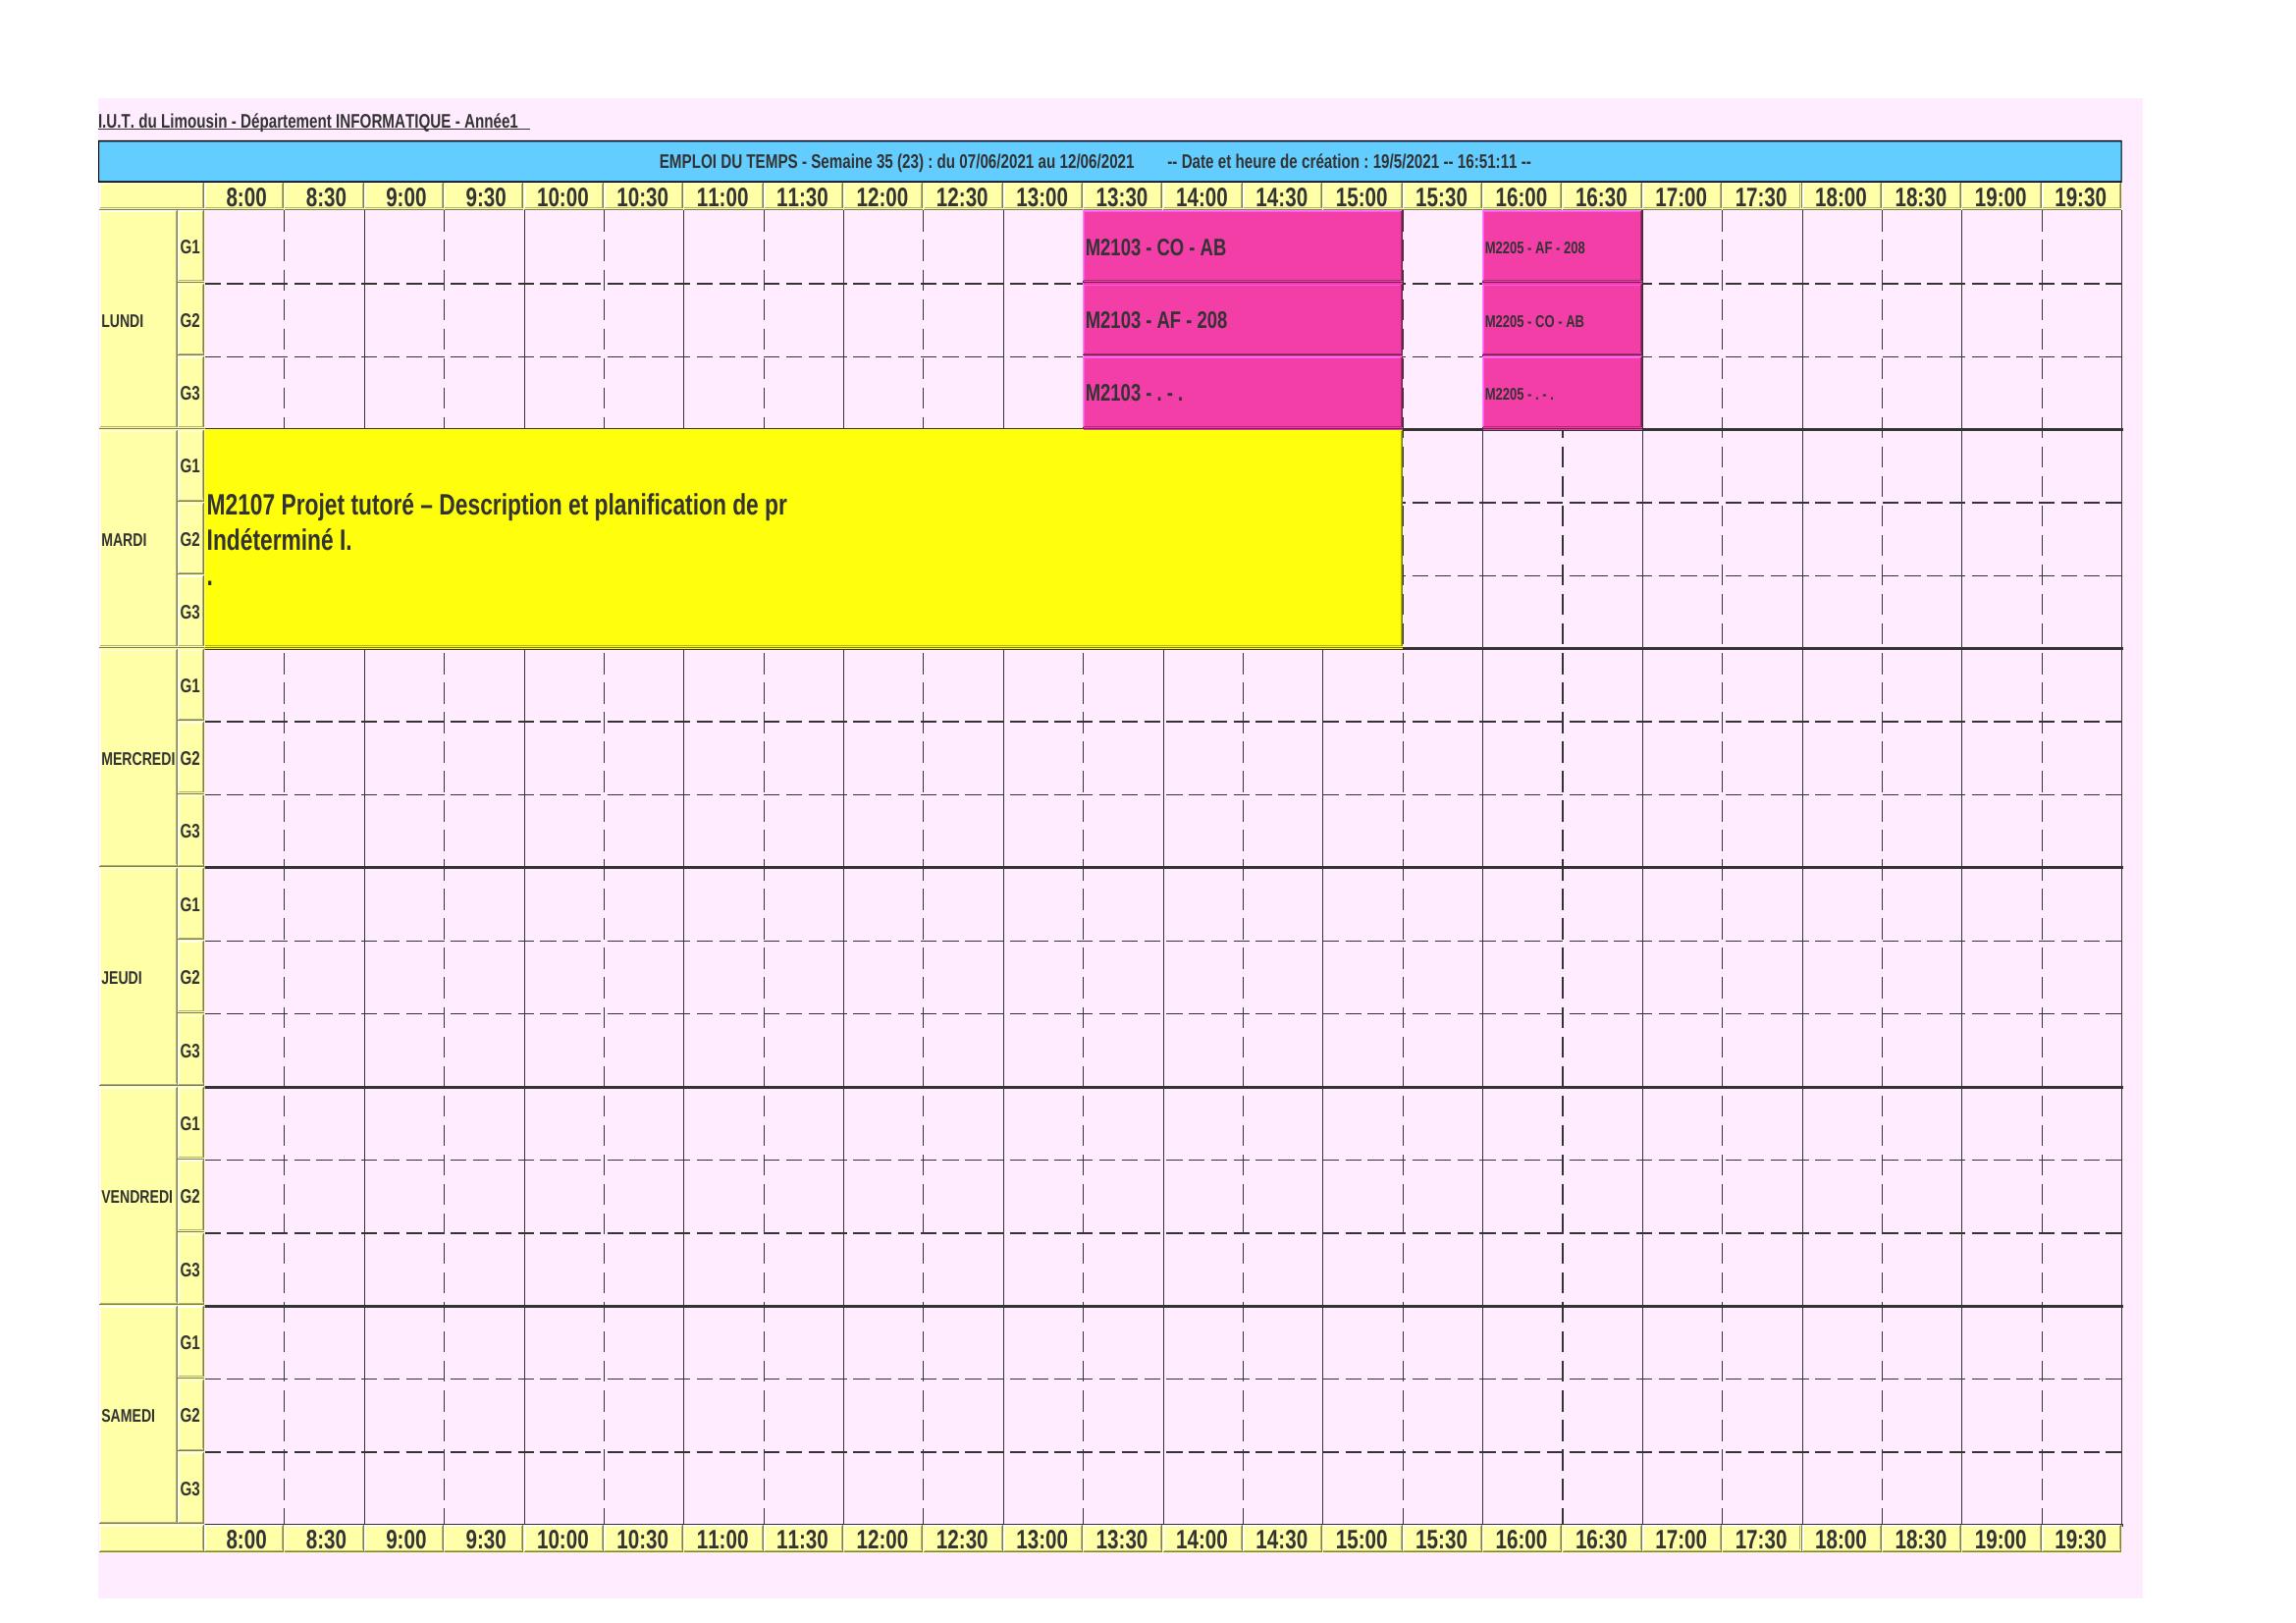 I.U.T. du Limousin - Département INFORMATIQUE - Année1
EMPLOI DU TEMPS - Semaine 35 (23) : du 07/06/2021 au 12/06/2021 -- Date et heure de création : 19/5/2021 -- 16:51:11 --
8:00 8:30 9:00 9:30 10:00 10:30 11:00 11:30 12:00 12:30 13:00 13:30 14:00 14:30 15:00 15:30 16:00 16:30 17:00 17:30 18:00 18:30 19:00 19:30
G1 M2103 - CO - AB M2205 - AF - 208
LUNDI G2 M2103 - AF - 208 M2205 - CO - AB
G3 M2103 - . - . M2205 - . - .
G1
M2107 Projet tutoré – Description et planification de pr
MARDI G2 Indéterminé I.
.
G3
G1
MERCREDI G2
G3
G1
JEUDI G2
G3
G1
VENDREDI G2
G3
G1
SAMEDI G2
G3
8:00 8:30 9:00 9:30 10:00 10:30 11:00 11:30 12:00 12:30 13:00 13:30 14:00 14:30 15:00 15:30 16:00 16:30 17:00 17:30 18:00 18:30 19:00 19:30